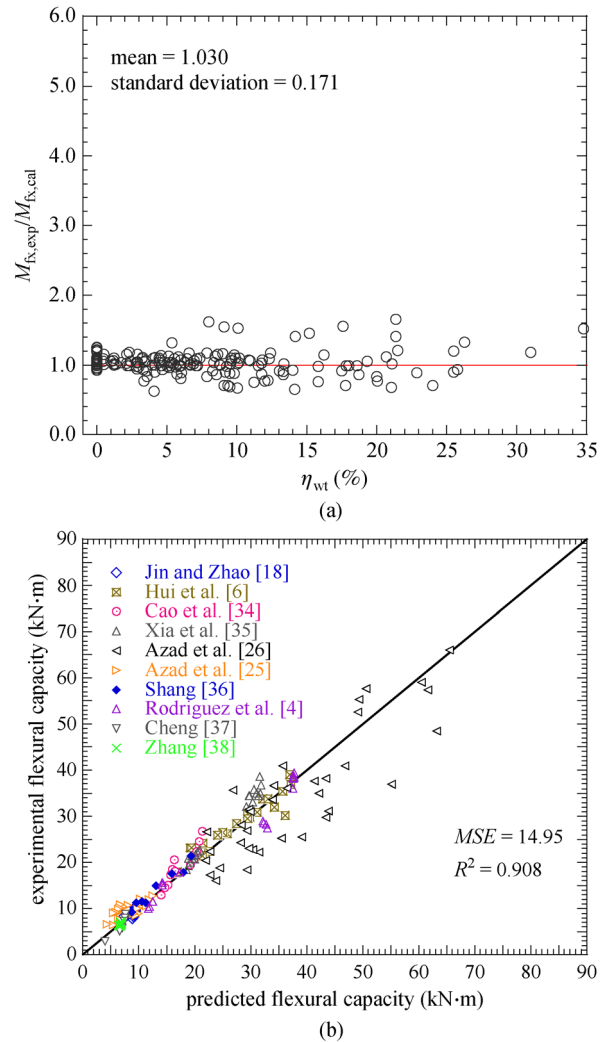 6.0
mean = 1.030
standard deviation = 0.171
5.0
4.0
M_fx,exp/M_fx,cal
3.0
2.0
1.0
0.0
0 5 10 15 20 25 30 35
η_wt (%)
(a)
90
Jin and Zhao [18]
80
Hui et al. [6]
Cao et al. [34]
70
Xia et al. [35]
Azad et al. [26]
60
Azad et al. [25]
Shang [36]
50
Rodriguez et al. [4]
Cheng [37]
Zhang [38]
40
experimental flexural capacity (kN·m)
30
MSE = 14.95
20
R² = 0.908
10
0
0 10 20 30 40 50 60 70 80 90
predicted flexural capacity (kN·m)
(b)